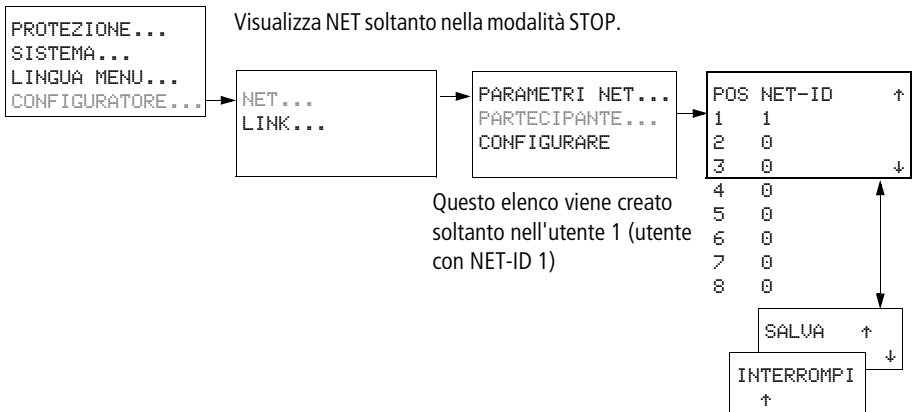 Visualizza NET soltanto nella modalità STOP.
PROTEZIONE...
SISTEMA...
LINGUA MENU...
CONFIGURATORE...
NET...
LINK...
PARAMETRI NET...
PARTECIPANTE...
CONFIGURARE
Questo elenco viene creato
soltanto nell'utente 1 (utente
con NET-ID 1)
POS NET-ID ↑
1 1
2 0
3 0 ↓
4 0
5 0
6 0
7 0
8 0
SALVA ↑
↓
INTERROMPI
↑